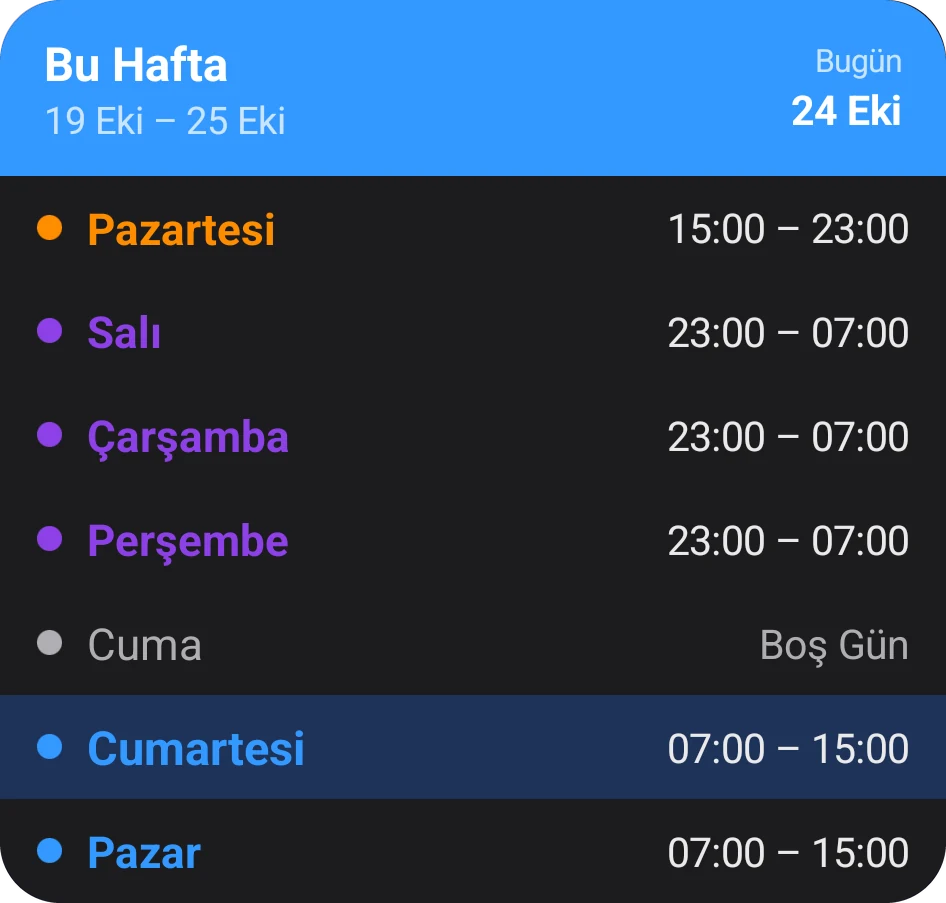 Bu Hafta
19 Eki – 25 Eki
Bugün
24 Eki
Pazartesi 15:00 – 23:00
Salı 23:00 – 07:00
Çarşamba 23:00 – 07:00
Perşembe 23:00 – 07:00
Cuma Boş Gün
Cumartesi 07:00 – 15:00
Pazar 07:00 – 15:00